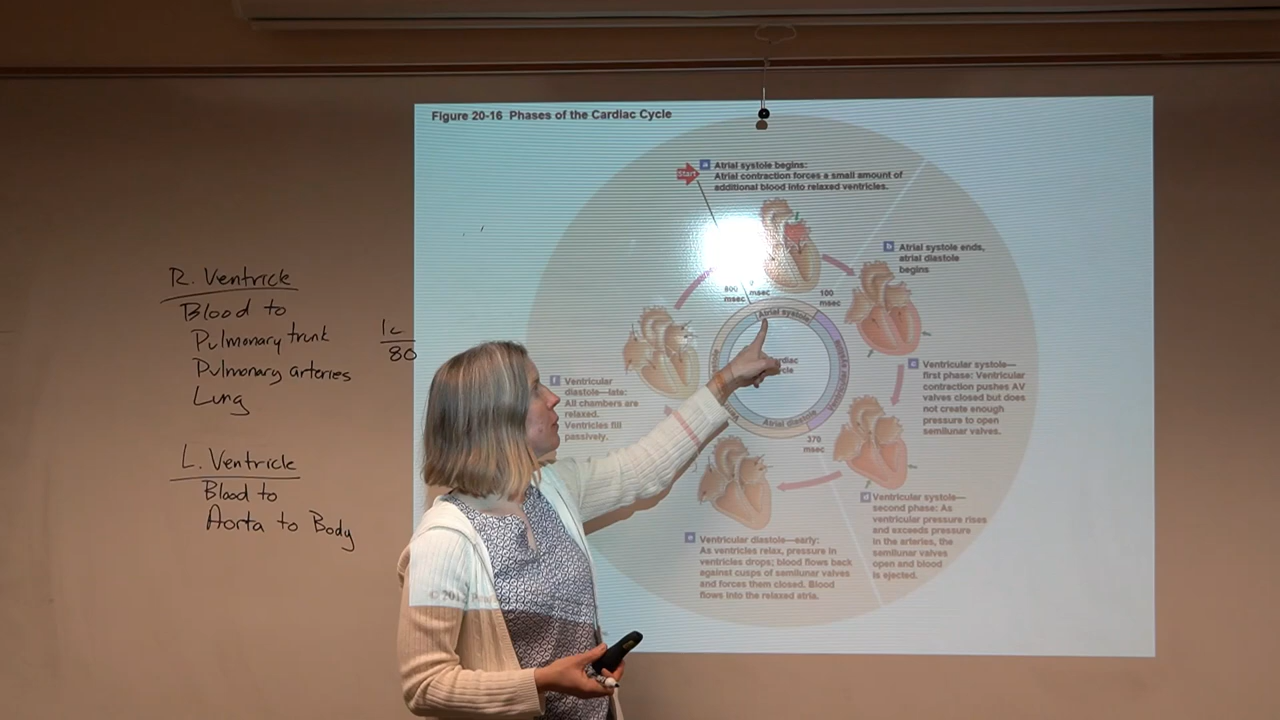 R. Ventricle
Blood to
Pulmonary trunk
Pulmonary arteries
Lung
L. Ventricle
Blood to
Aorta to Body
80
Figure 20-16 Phases of the Cardiac Cycle
Start
a Atrial systole begins:
Atrial contraction forces a small amount of
additional blood into relaxed ventricles.
b Atrial systole ends,
atrial diastole
begins
c Ventricular systole—
first phase: Ventricular
contraction pushes AV
valves closed but does
not create enough
pressure to open
semilunar valves.
d Ventricular systole—
second phase: As
ventricular pressure rises
and exceeds pressure
in the arteries, the
semilunar valves
open and blood
is ejected.
e Ventricular diastole—early:
As ventricles relax, pressure in
ventricles drops; blood flows back
against cusps of semilunar valves
and forces them closed. Blood
flows into the relaxed atria.
f Ventricular
diastole—late:
All chambers are
relaxed.
Ventricles fill
passively.
800
msec
0
msec
100
msec
370
msec
Atrial systole
Atrial diastole